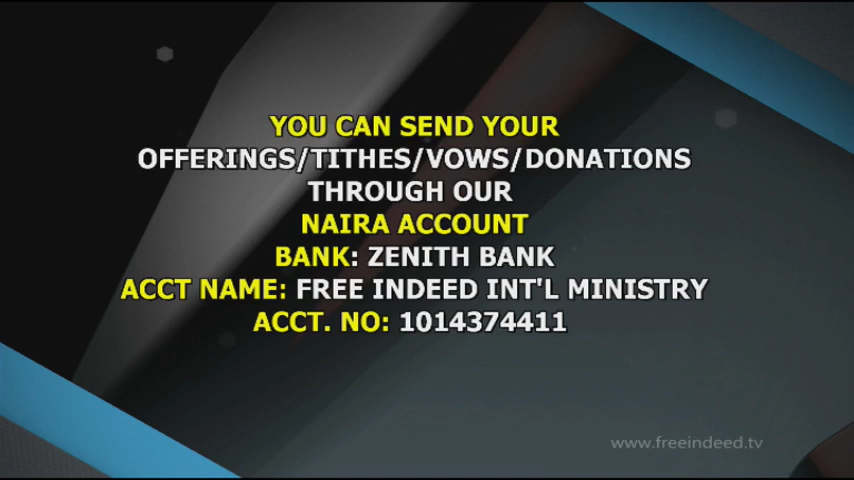 YOU CAN SEND YOUR
OFFERINGS/TITHES/VOWS/DONATIONS
THROUGH OUR
NAIRA ACCOUNT
BANK: ZENITH BANK
ACCT NAME: FREE INDEED INT'L MINISTRY
ACCT. NO: 1014374411
www.freeindeed.tv